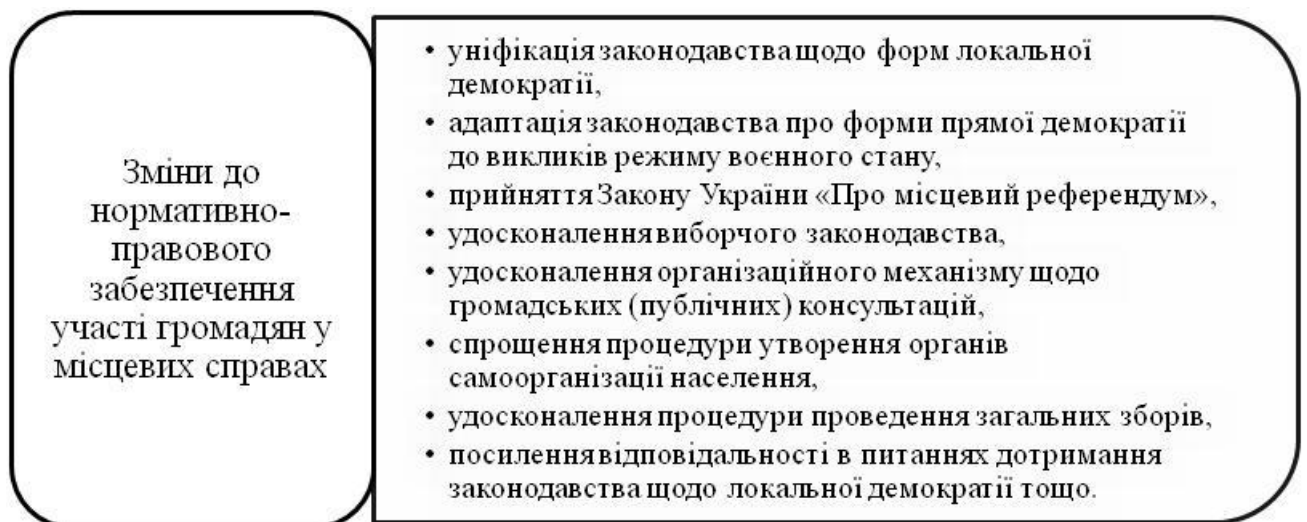 Зміни до
нормативно-
правового
забезпечення
участі громадян у
місцевих справах
• уніфікація законодавства щодо форм локальної
демократії,
• адаптація законодавства про форми прямої демократії
до викликів режиму воєнного стану,
• прийняття Закону України «Про місцевий референдум»,
• удосконалення виборчого законодавства,
• удосконалення організаційного механізму щодо
громадських (публічних) консультацій,
• спрощення процедури утворення органів
самоорганізації населення,
• удосконалення процедури проведення загальних зборів,
• посилення відповідальності в питаннях дотримання
законодавства щодо локальної демократії тощо.